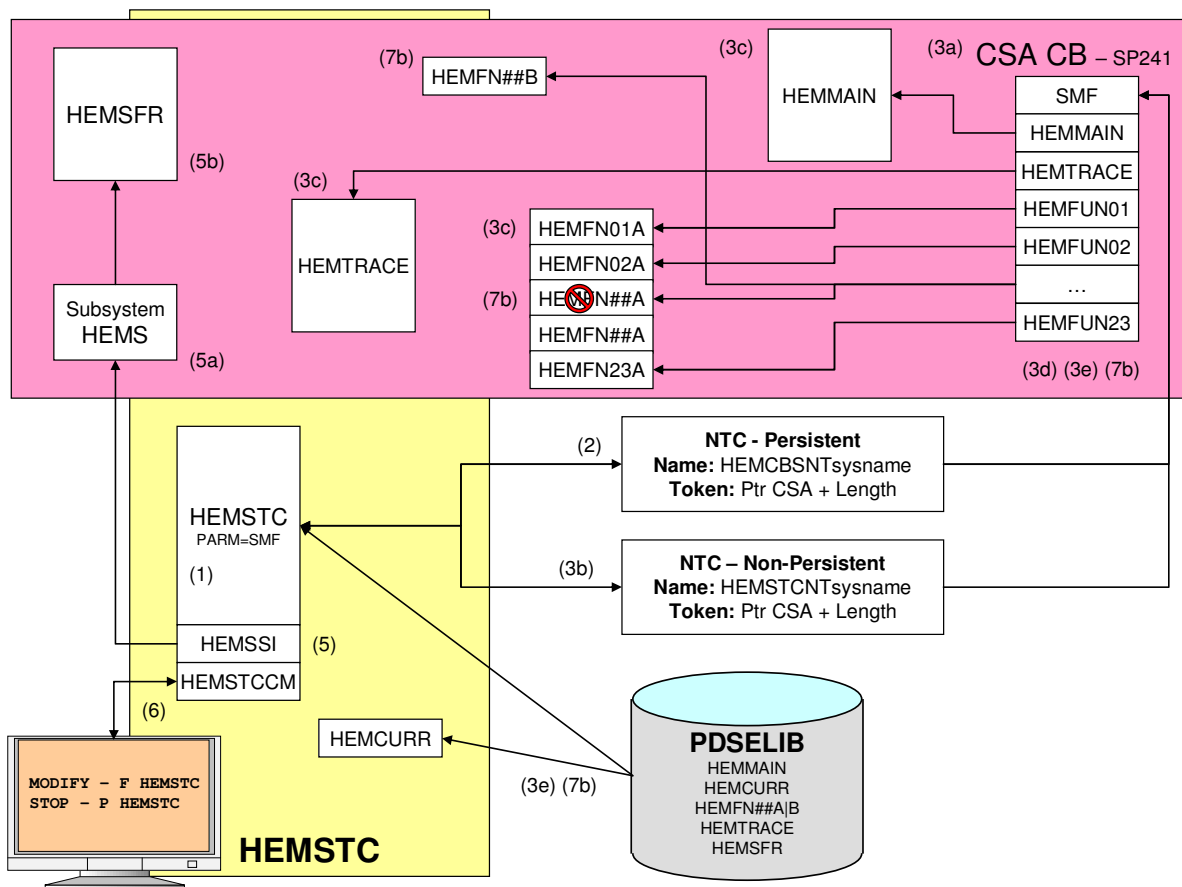 (7b)
HEMFN##B
(3c)
HEMMAIN
(3a)
CSA CB – SP241
SMF
HEMMAIN
HEMTRACE
HEMFUN01
HEMFUN02
…
HEMFUN23
(3d) (3e) (7b)
HEMSFR
(5b)
(3c)
HEMTRACE
(3c)
HEMFN01A
HEMFN02A
(7b)
HEMFN##A
HEMFN##A
HEMFN23A
Subsystem
HEMS
(5a)
HEMSTC
PARM=SMF
(1)
HEMSSI
(5)
HEMSTCCM
(6)
(2)
NTC - Persistent
Name: HEMCBSNTsysname
Token: Ptr CSA + Length
(3b)
NTC – Non-Persistent
Name: HEMSTCNTsysname
Token: Ptr CSA + Length
HEMCURR
(3e) (7b)
PDSELIB
HEMMAIN
HEMCURR
HEMFN##A|B
HEMTRACE
HEMSFR
MODIFY – F HEMSTC
STOP – P HEMSTC
HEMSTC